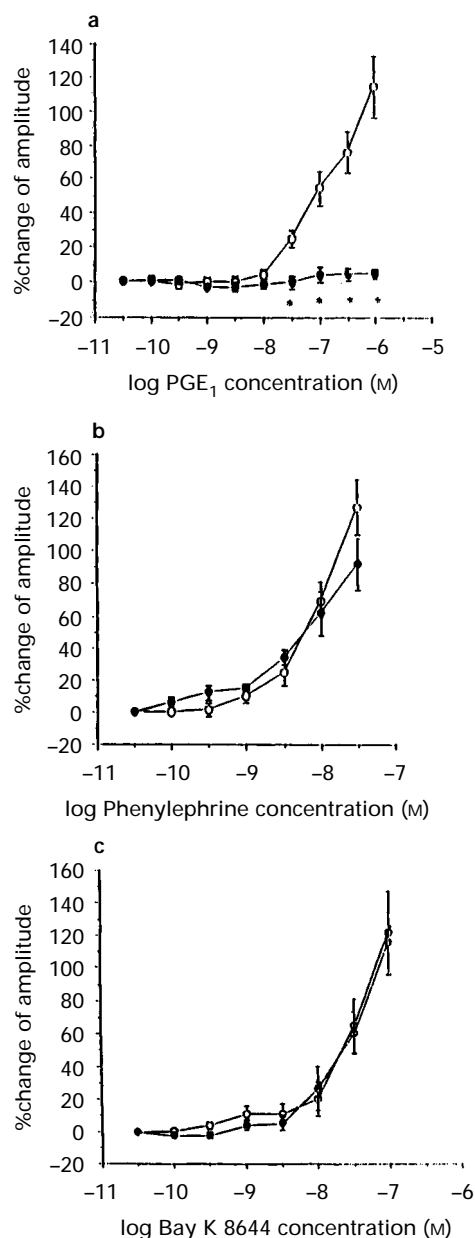 a
140
120
100
80
60
40
20
0
−20
%change of amplitude
* * * *
−11 −10 −9 −8 −7 −6 −5
log PGE₁ concentration (M)
b
160
140
120
100
80
60
40
20
0
−20
%change of amplitude
−11 −10 −9 −8 −7
log Phenylephrine concentration (M)
c
160
140
120
100
80
60
40
20
0
−20
%change of amplitude
−11 −10 −9 −8 −7 −6
log Bay K 8644 concentration (M)